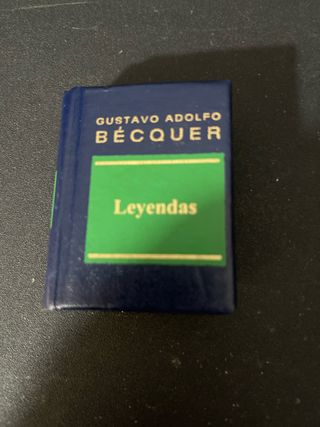 GUSTAVO ADOLFO
BÉCQUER
Leyendas